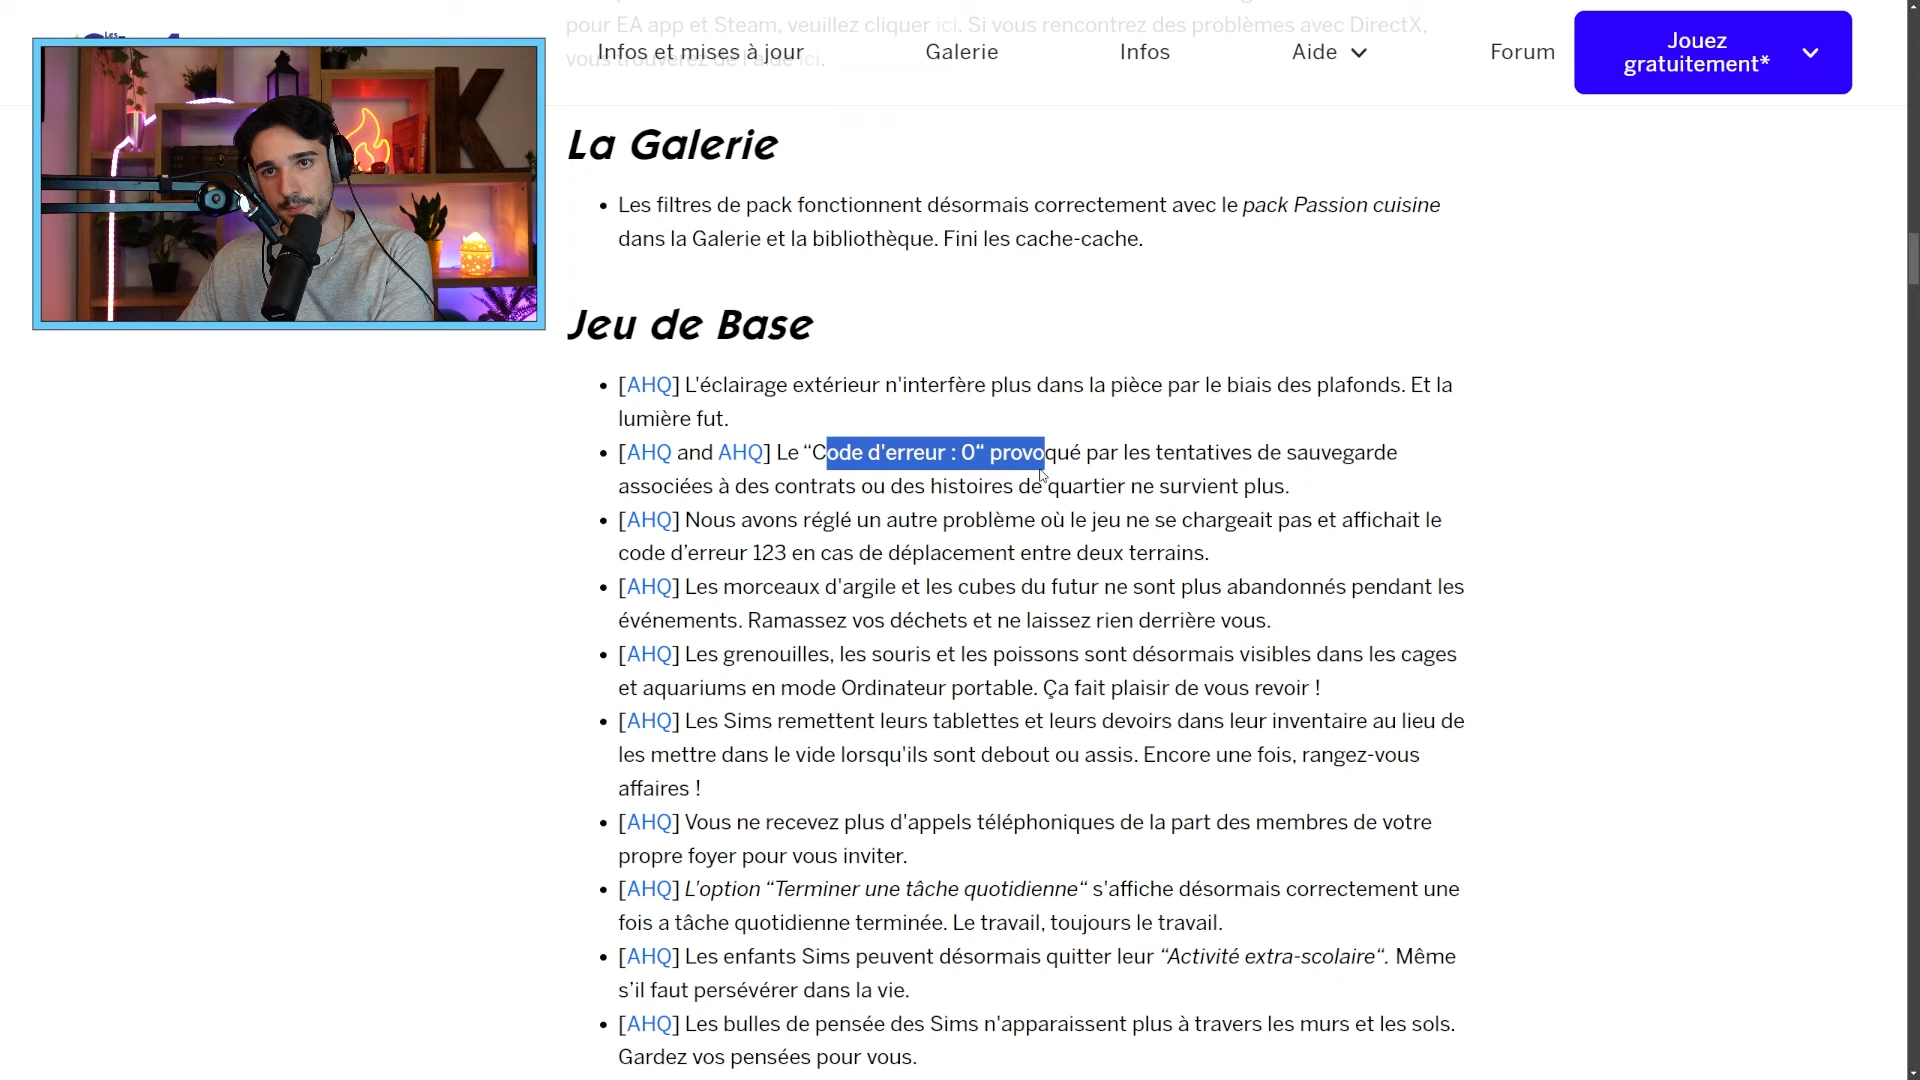 pour EA app et Steam, veuillez cliquer ici. Si vous rencontrez des problèmes avec DirectX,
vous trouverez de l'aide ici.
Les
Infos et mises à jour
Galerie
Infos
Aide
Forum
Jouez
gratuitement*
La Galerie
• Les filtres de pack fonctionnent désormais correctement avec le pack Passion cuisine
dans la Galerie et la bibliothèque. Fini les cache-cache.
Jeu de Base
• [AHQ] L'éclairage extérieur n'interfère plus dans la pièce par le biais des plafonds. Et la
lumière fut.
• [AHQ and AHQ] Le “Code d'erreur : 0“ provoqué par les tentatives de sauvegarde
associées à des contrats ou des histoires de quartier ne survient plus.
• [AHQ] Nous avons réglé un autre problème où le jeu ne se chargeait pas et affichait le
code d’erreur 123 en cas de déplacement entre deux terrains.
• [AHQ] Les morceaux d'argile et les cubes du futur ne sont plus abandonnés pendant les
événements. Ramassez vos déchets et ne laissez rien derrière vous.
• [AHQ] Les grenouilles, les souris et les poissons sont désormais visibles dans les cages
et aquariums en mode Ordinateur portable. Ça fait plaisir de vous revoir !
• [AHQ] Les Sims remettent leurs tablettes et leurs devoirs dans leur inventaire au lieu de
les mettre dans le vide lorsqu'ils sont debout ou assis. Encore une fois, rangez-vous
affaires !
• [AHQ] Vous ne recevez plus d'appels téléphoniques de la part des membres de votre
propre foyer pour vous inviter.
• [AHQ] L’option “Terminer une tâche quotidienne“ s'affiche désormais correctement une
fois a tâche quotidienne terminée. Le travail, toujours le travail.
• [AHQ] Les enfants Sims peuvent désormais quitter leur “Activité extra-scolaire“. Même
s’il faut persévérer dans la vie.
• [AHQ] Les bulles de pensée des Sims n'apparaissent plus à travers les murs et les sols.
Gardez vos pensées pour vous.
K